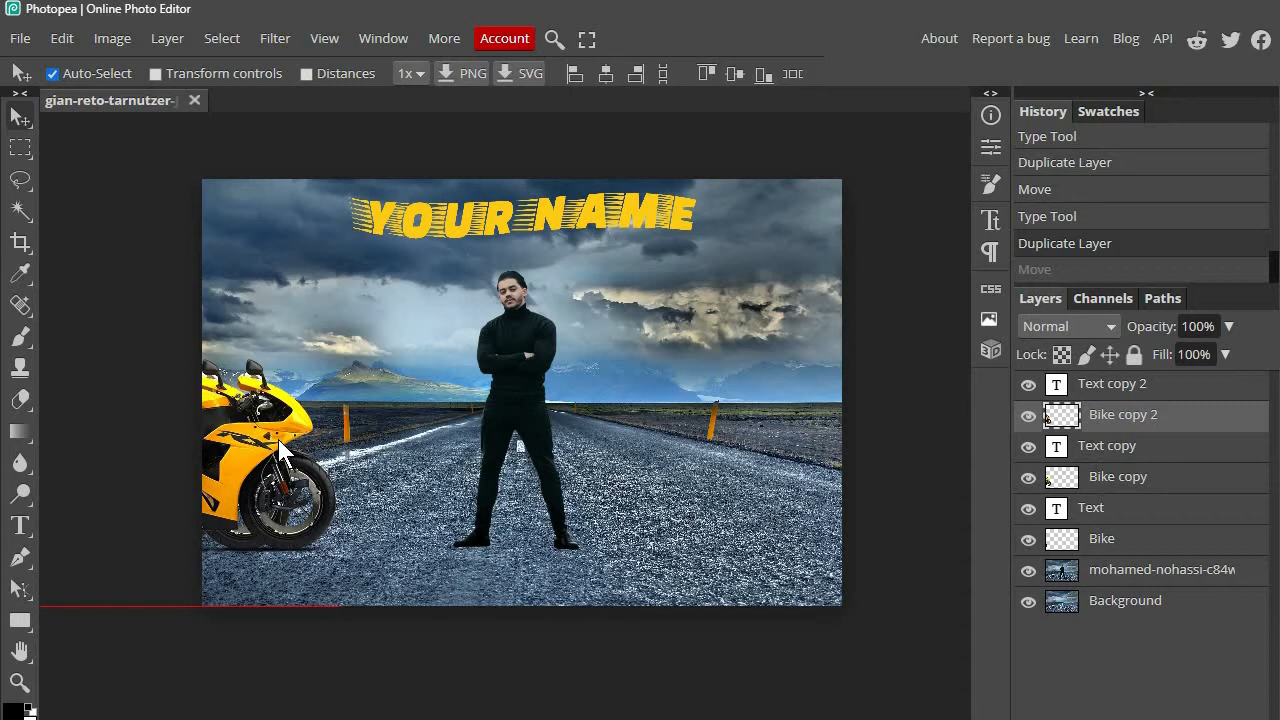 Photopea | Online Photo Editor
File Edit Image Layer Select Filter View Window More Account About Report a bug Learn Blog API
Auto-Select Transform controls Distances 1x PNG SVG
> < < > > <
gian-reto-tarnutzer-
History Swatches
Type Tool
Duplicate Layer
Move
Type Tool
Duplicate Layer
Move
CSS
Layers Channels Paths
Normal Opacity: 100%
Lock: Fill: 100%
YOUR NAME
T Text copy 2
Bike copy 2
T Text copy
Bike copy
T Text
Bike
mohamed-nohassi-c84w
Background